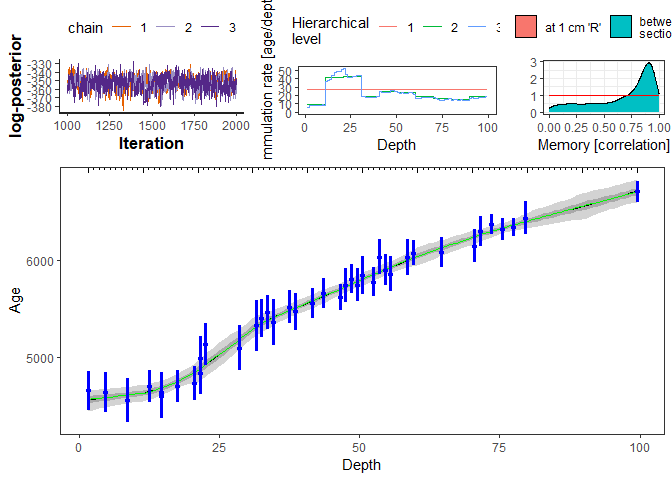 chain 1 2 3
log-posterior
-330
-340
-350
-360
-370
-380
1000 1250 1500 1750 2000
Iteration
Hierarchical
level 1 2
mmulation rate [age/dept
50
40
30
20
10
0
0 25 50 75 100
Depth
at 1 cm 'R'
3
2
1
0
0.00 0.25 0.50 0.75 1.00
Memory [correlation]
Age
6000
5000
0 25 50 75 100
Depth